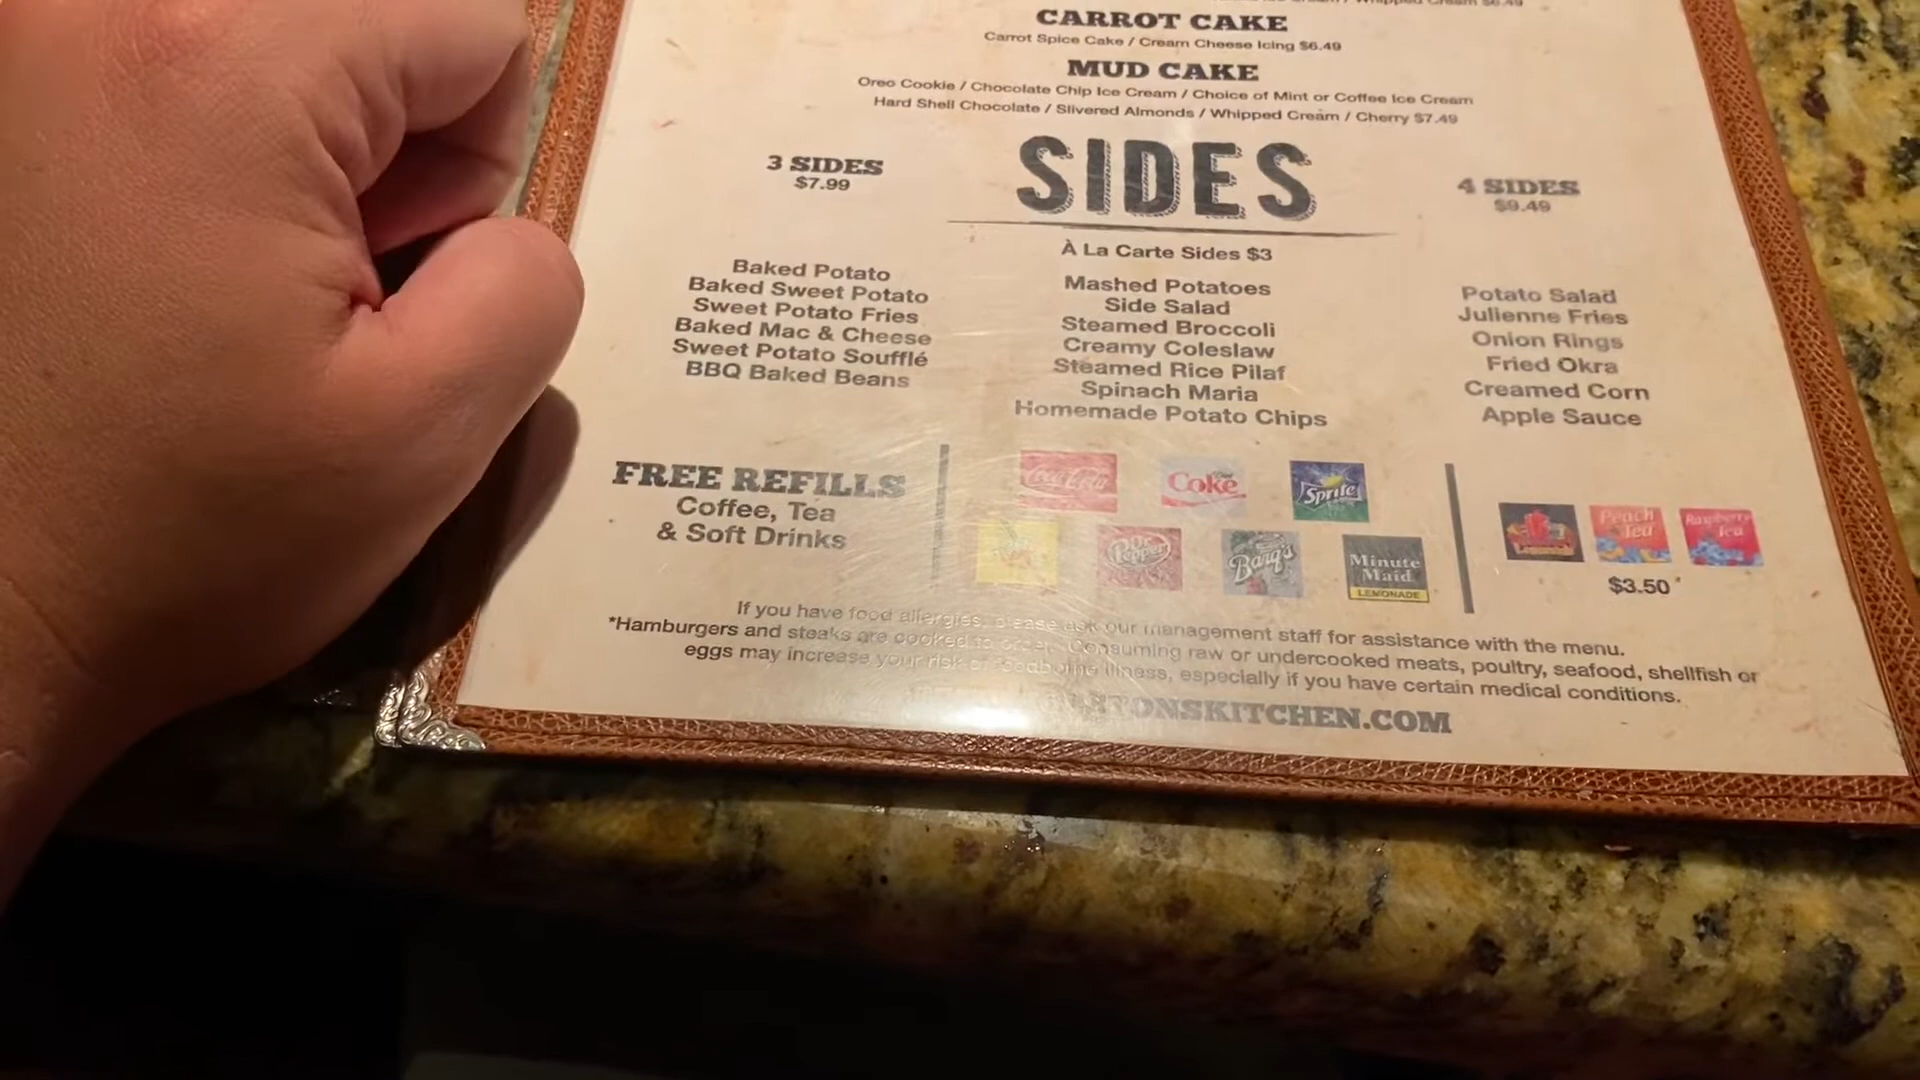 Whipped Cream $6.49
CARROT CAKE
Carrot Spice Cake / Cream Cheese Icing $6.49
MUD CAKE
Oreo Cookie / Chocolate Chip Ice Cream / Choice of Mint or Coffee Ice Cream
Hard Shell Chocolate / Slivered Almonds / Whipped Cream / Cherry $7.49
SIDES
3 SIDES
$7.99
4 SIDES
$9.49
À La Carte Sides $3
Baked Potato
Baked Sweet Potato
Sweet Potato Fries
Baked Mac & Cheese
Sweet Potato Soufflé
BBQ Baked Beans
Mashed Potatoes
Side Salad
Steamed Broccoli
Creamy Coleslaw
Steamed Rice Pilaf
Spinach Maria
Homemade Potato Chips
Potato Salad
Julienne Fries
Onion Rings
Fried Okra
Creamed Corn
Apple Sauce
FREE REFILLS
Coffee, Tea
& Soft Drinks
Coca-Cola
Diet Coke
Sprite
Dr Pepper
Barq's
Minute
Maid
LEMONADE
Peach
Tea
Raspberry
Tea
$3.50
If you have food allergies, please ask our management staff for assistance with the menu.
*Hamburgers and steaks are cooked to order. Consuming raw or undercooked meats, poultry, seafood, shellfish or
eggs may increase your risk of foodborne illness, especially if you have certain medical conditions.
TONSKITCHEN.COM